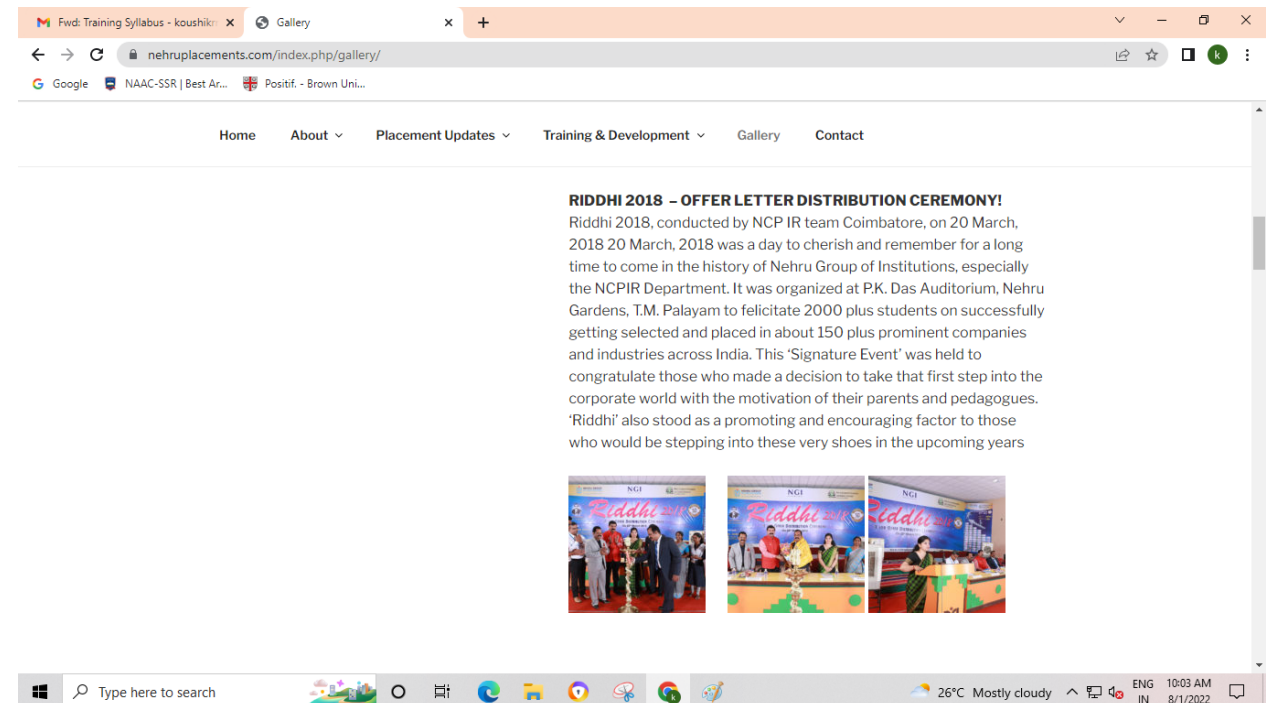 Fwd: Training Syllabus - koushikn
Gallery
nehruplacements.com/index.php/gallery/
k
Google
NAAC-SSR | Best Ar...
Positif. - Brown Uni...
Home
About
Placement Updates
Training & Development
Gallery
Contact
RIDDHI 2018 – OFFER LETTER DISTRIBUTION CEREMONY!
Riddhi 2018, conducted by NCP IR team Coimbatore, on 20 March,
2018 20 March, 2018 was a day to cherish and remember for a long
time to come in the history of Nehru Group of Institutions, especially
the NCPIR Department. It was organized at P.K. Das Auditorium, Nehru
Gardens, T.M. Palayam to felicitate 2000 plus students on successfully
getting selected and placed in about 150 plus prominent companies
and industries across India. This ‘Signature Event’ was held to
congratulate those who made a decision to take that first step into the
corporate world with the motivation of their parents and pedagogues.
‘Riddhi’ also stood as a promoting and encouraging factor to those
who would be stepping into these very shoes in the upcoming years
NGI
Riddhi 2018
NGI
Riddhi 2018
NGI
Riddhi 2018
Type here to search
26°C Mostly cloudy
ENG
IN
10:03 AM
8/1/2022